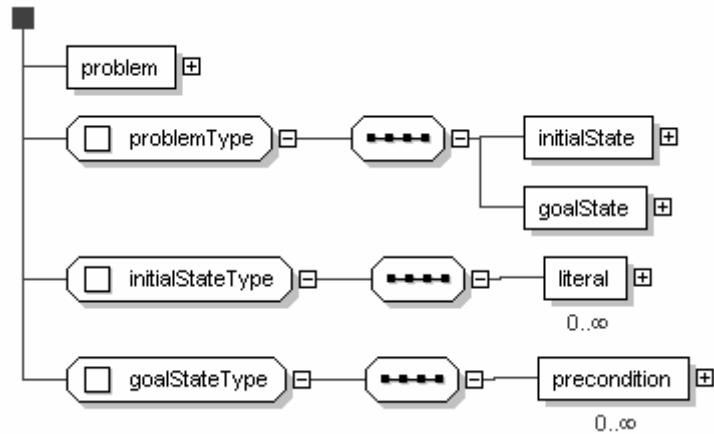 problem
problemType
initialState
goalState
initialStateType
literal
0..∞
goalStateType
precondition
0..∞